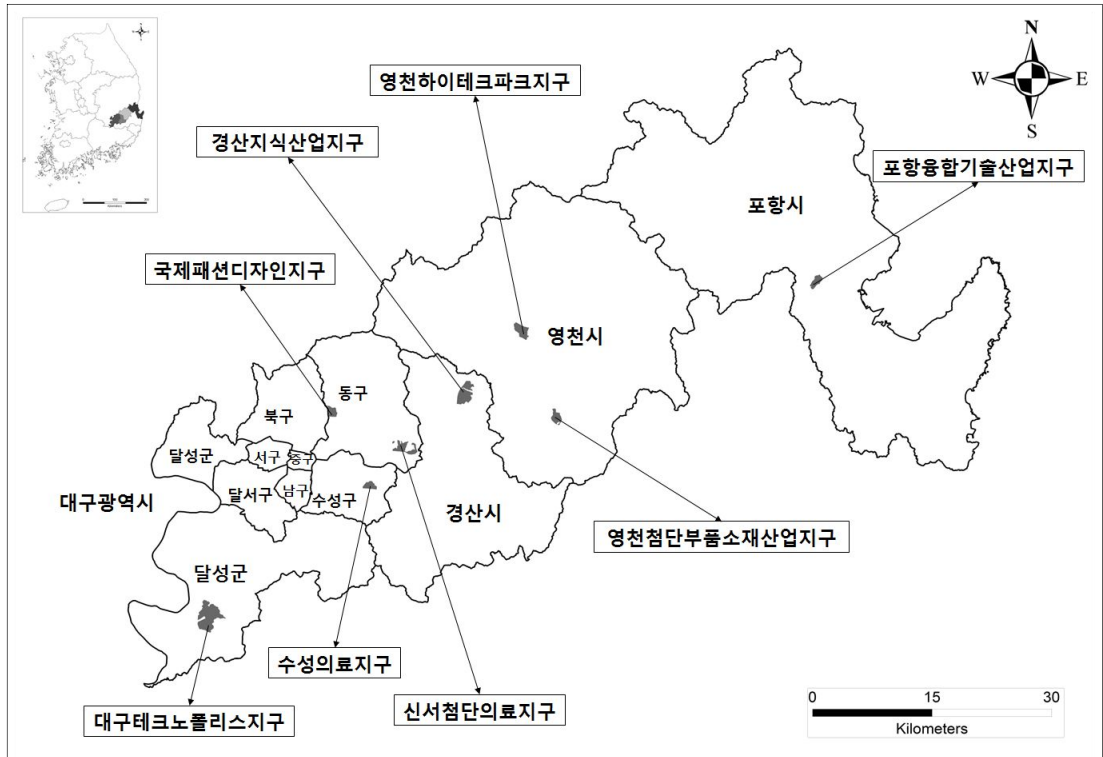 N
W
E
S
영천하이테크파크지구
경산지식산업지구
포항융합기술산업지구
포항시
국제패션디자인지구
영천시
동구
북구
달성군
서구
중구
대구광역시
달서구
남구
수성구
경산시
영천첨단부품소재산업지구
달성군
수성의료지구
신서첨단의료지구
대구테크노폴리스지구
0 15 30
Kilometers